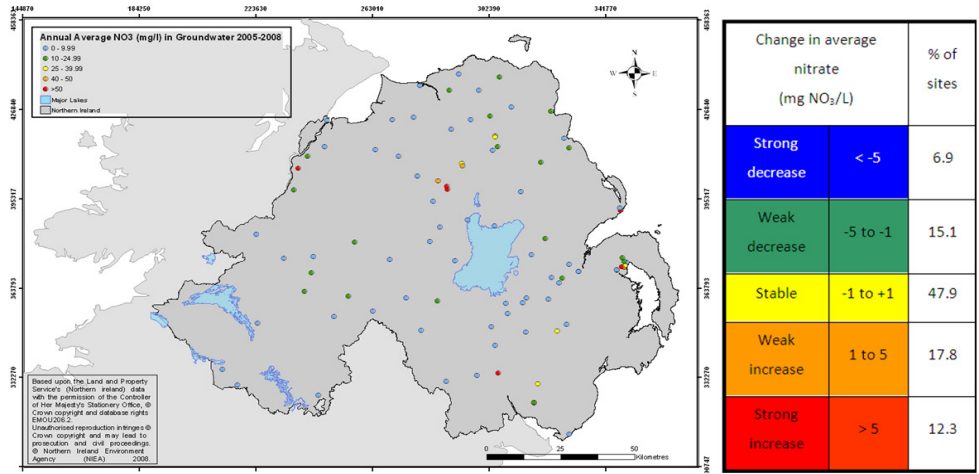 144870 184250 223630 263010 302390 341770
458363
426840
395317
363793
332270
458363
426840
395317
363793
332270
Annual Average NO3 (mg/l) in Groundwater 2005-2008
0 - 9.99
10 -24.99
25 - 39.99
40 - 50
>50
Major Lakes
Northern Ireland
N
W E
S
Based upon the Land and Property
Service's (Northern ireland) data
with the permission of the Controller
of Her Majesty's Stationery Office, ©
Crown copyright and database rights
EMOU206.2.
Unauthorised reproduction infringes ©
Crown copyright and may lead to
prosecution and civil proceedings.
© Northern Ireland Environment
Agency (NIEA) 2008.
0 25 50
Kilometres
Change in average
nitrate
(mg NO₃/L)
% of
sites
Strong
decrease
< -5
6.9
Weak
decrease
-5 to -1
15.1
Stable
-1 to +1
47.9
Weak
increase
1 to 5
17.8
Strong
increase
> 5
12.3